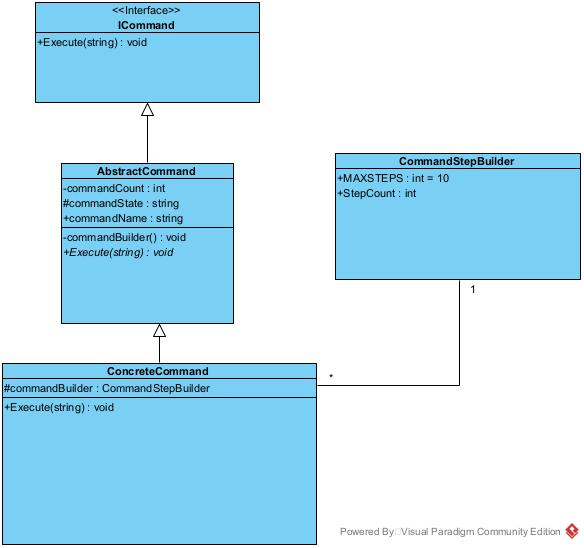 <<Interface>>
ICommand
+Execute(string) : void
AbstractCommand
-commandCount : int
#commandState : string
+commandName : string
-commandBuilder() : void
+Execute(string) : void
CommandStepBuilder
+MAXSTEPS : int = 10
+StepCount : int
1
*
ConcreteCommand
#commandBuilder : CommandStepBuilder
+Execute(string) : void
Powered By□Visual Paradigm Community Edition